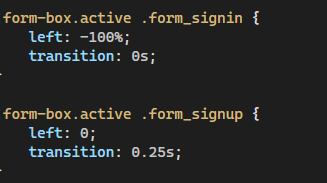 form-box.active .form_signin {
left: -100%;
transition: 0s;
form-box.active .form_signup {
left: 0;
transition: 0.25s;